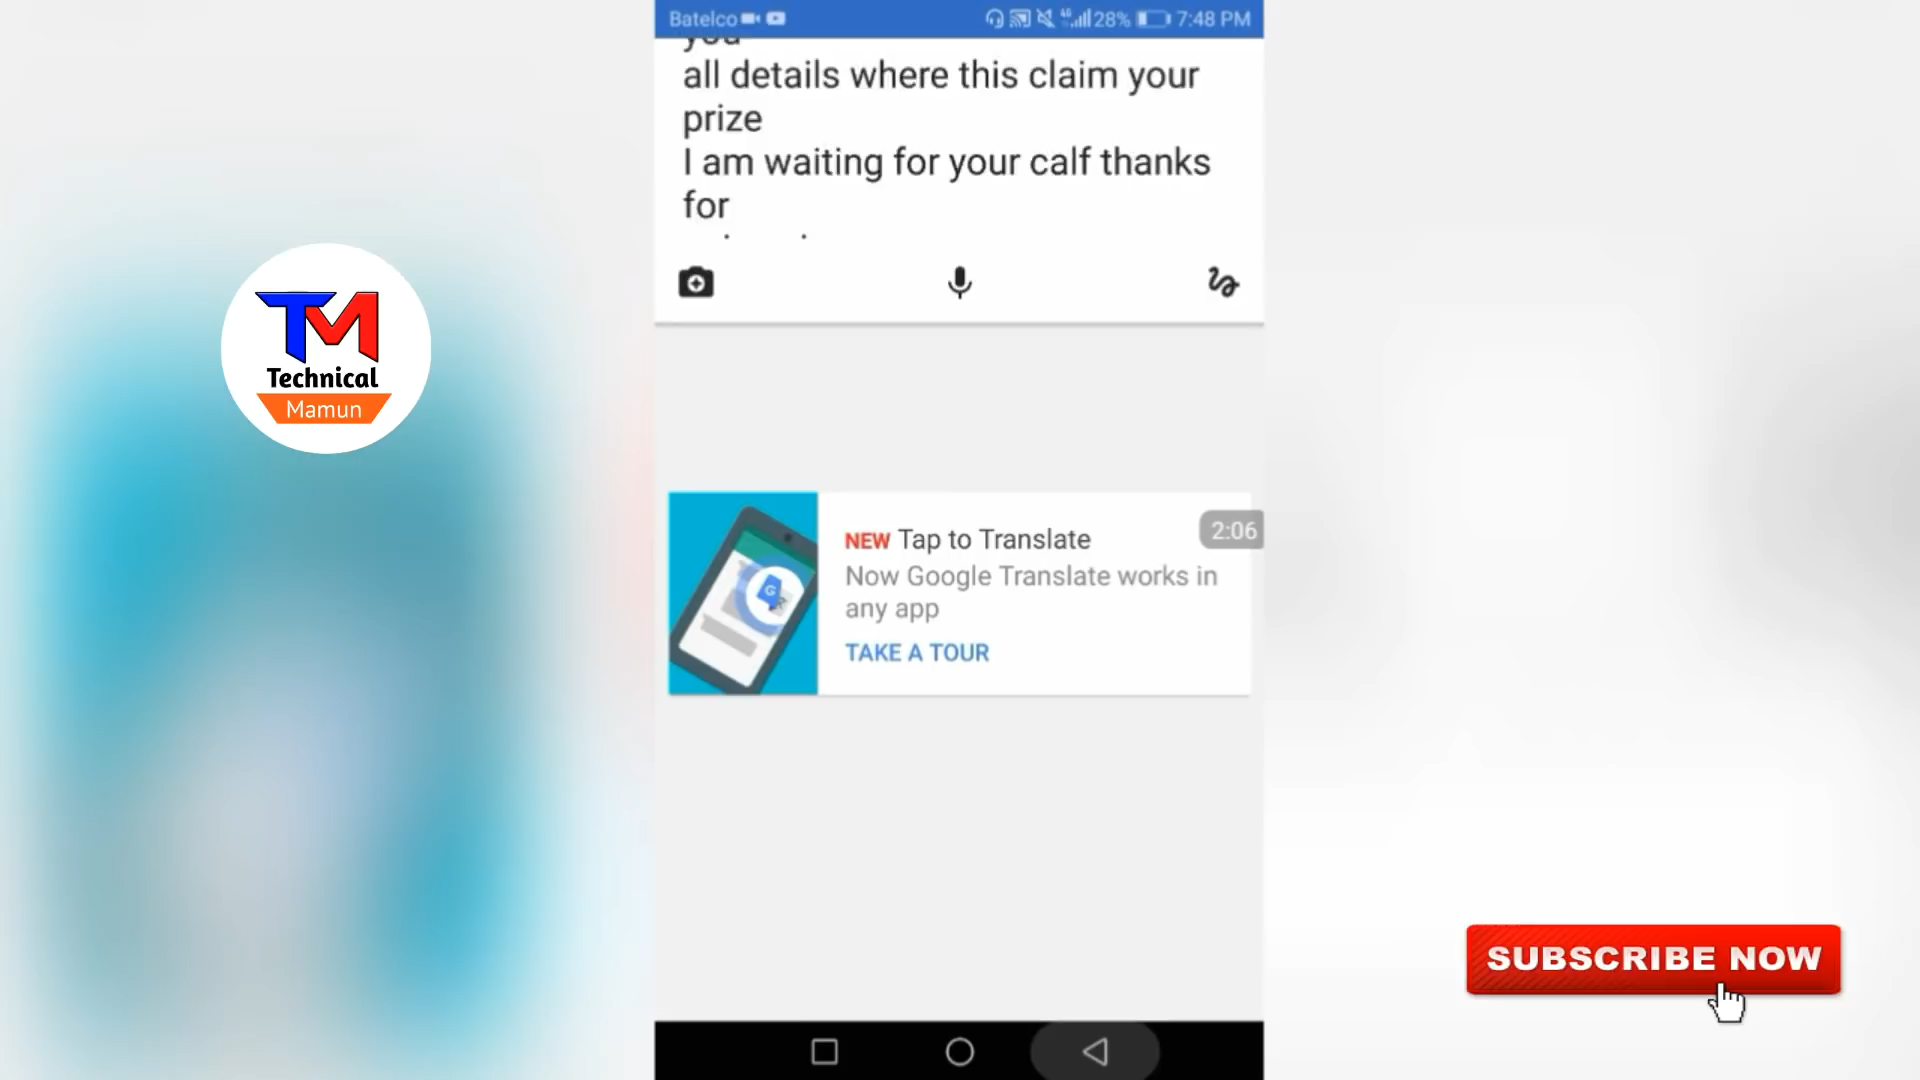 Batelco 28% 7:48 PM
you
all details where this claim your
prize
I am waiting for your calf thanks
for
TM
Technical
Mamun
NEW Tap to Translate
2:06
Now Google Translate works in
any app
TAKE A TOUR
SUBSCRIBE NOW